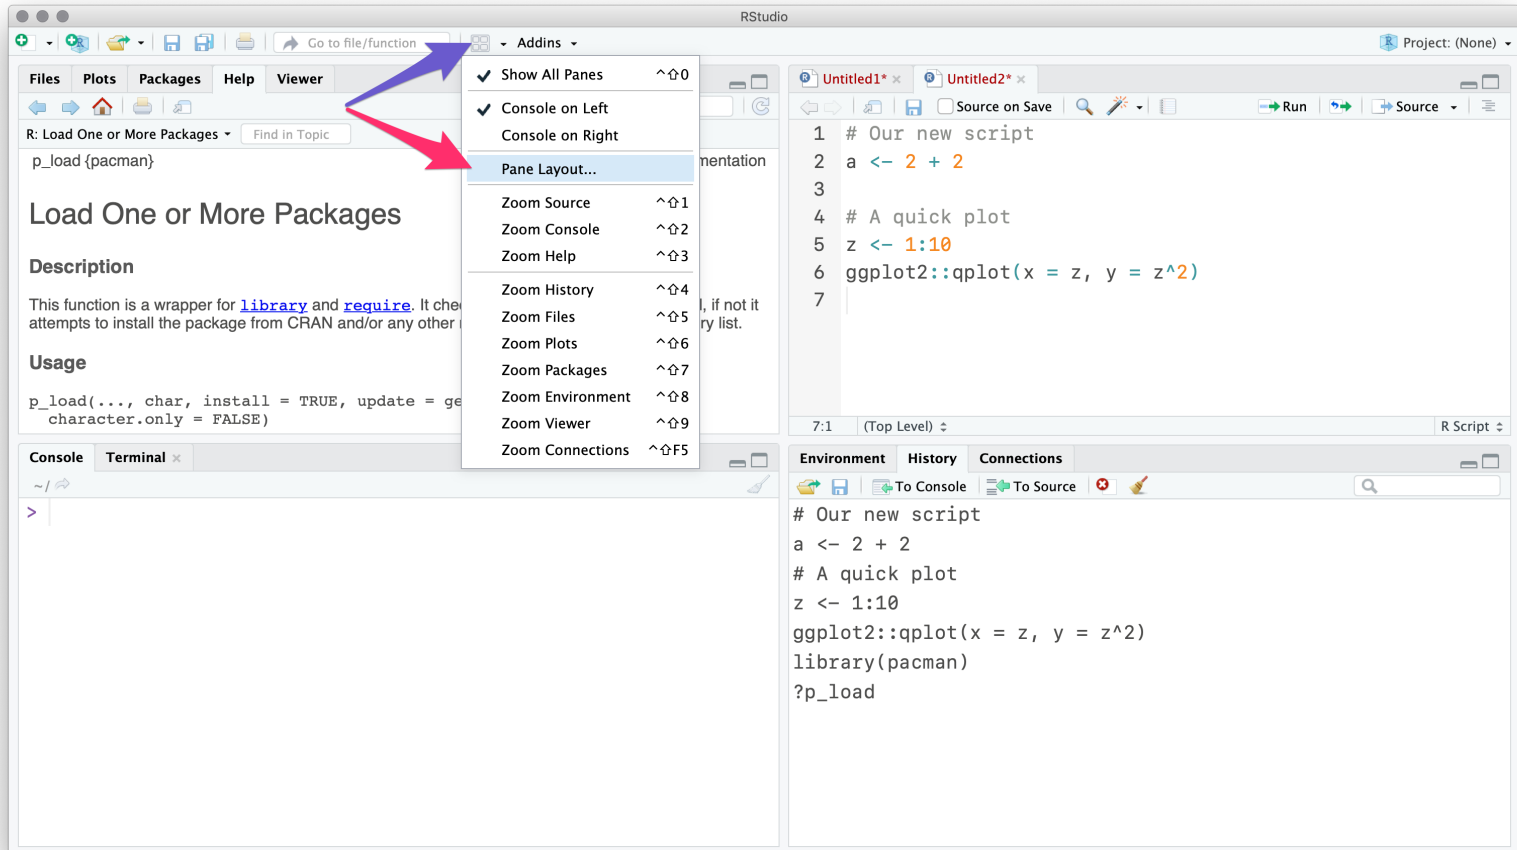 RStudio
Go to file/function
Addins
Project: (None)
Files Plots Packages Help Viewer
R: Load One or More Packages
Find in Topic
p_load {pacman}
mentation
Load One or More Packages
Description
This function is a wrapper for library and require. It che
l, if not it
attempts to install the package from CRAN and/or any other
ry list.
Usage
p_load(..., char, install = TRUE, update = ge
character.only = FALSE)
✓ Show All Panes ^⇧0
✓ Console on Left
Console on Right
Pane Layout...
Zoom Source ^⇧1
Zoom Console ^⇧2
Zoom Help ^⇧3
Zoom History ^⇧4
Zoom Files ^⇧5
Zoom Plots ^⇧6
Zoom Packages ^⇧7
Zoom Environment ^⇧8
Zoom Viewer ^⇧9
Zoom Connections ^⇧F5
Untitled1* × Untitled2* ×
Source on Save Run Source
1 # Our new script
2 a <- 2 + 2
3
4 # A quick plot
5 z <- 1:10
6 ggplot2::qplot(x = z, y = z^2)
7
7:1 (Top Level) R Script
Console Terminal ×
~/
>
Environment History Connections
To Console To Source
# Our new script
a <- 2 + 2
# A quick plot
z <- 1:10
ggplot2::qplot(x = z, y = z^2)
library(pacman)
?p_load